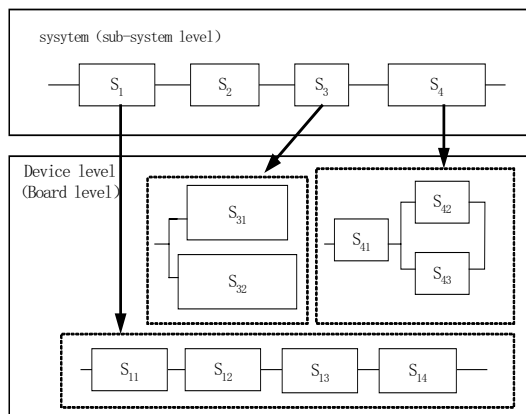 sysytem (sub-system level)
S1 S2 S3 S4
Device level
(Board level)
S31
S32
S41
S42
S43
S11 S12 S13 S14